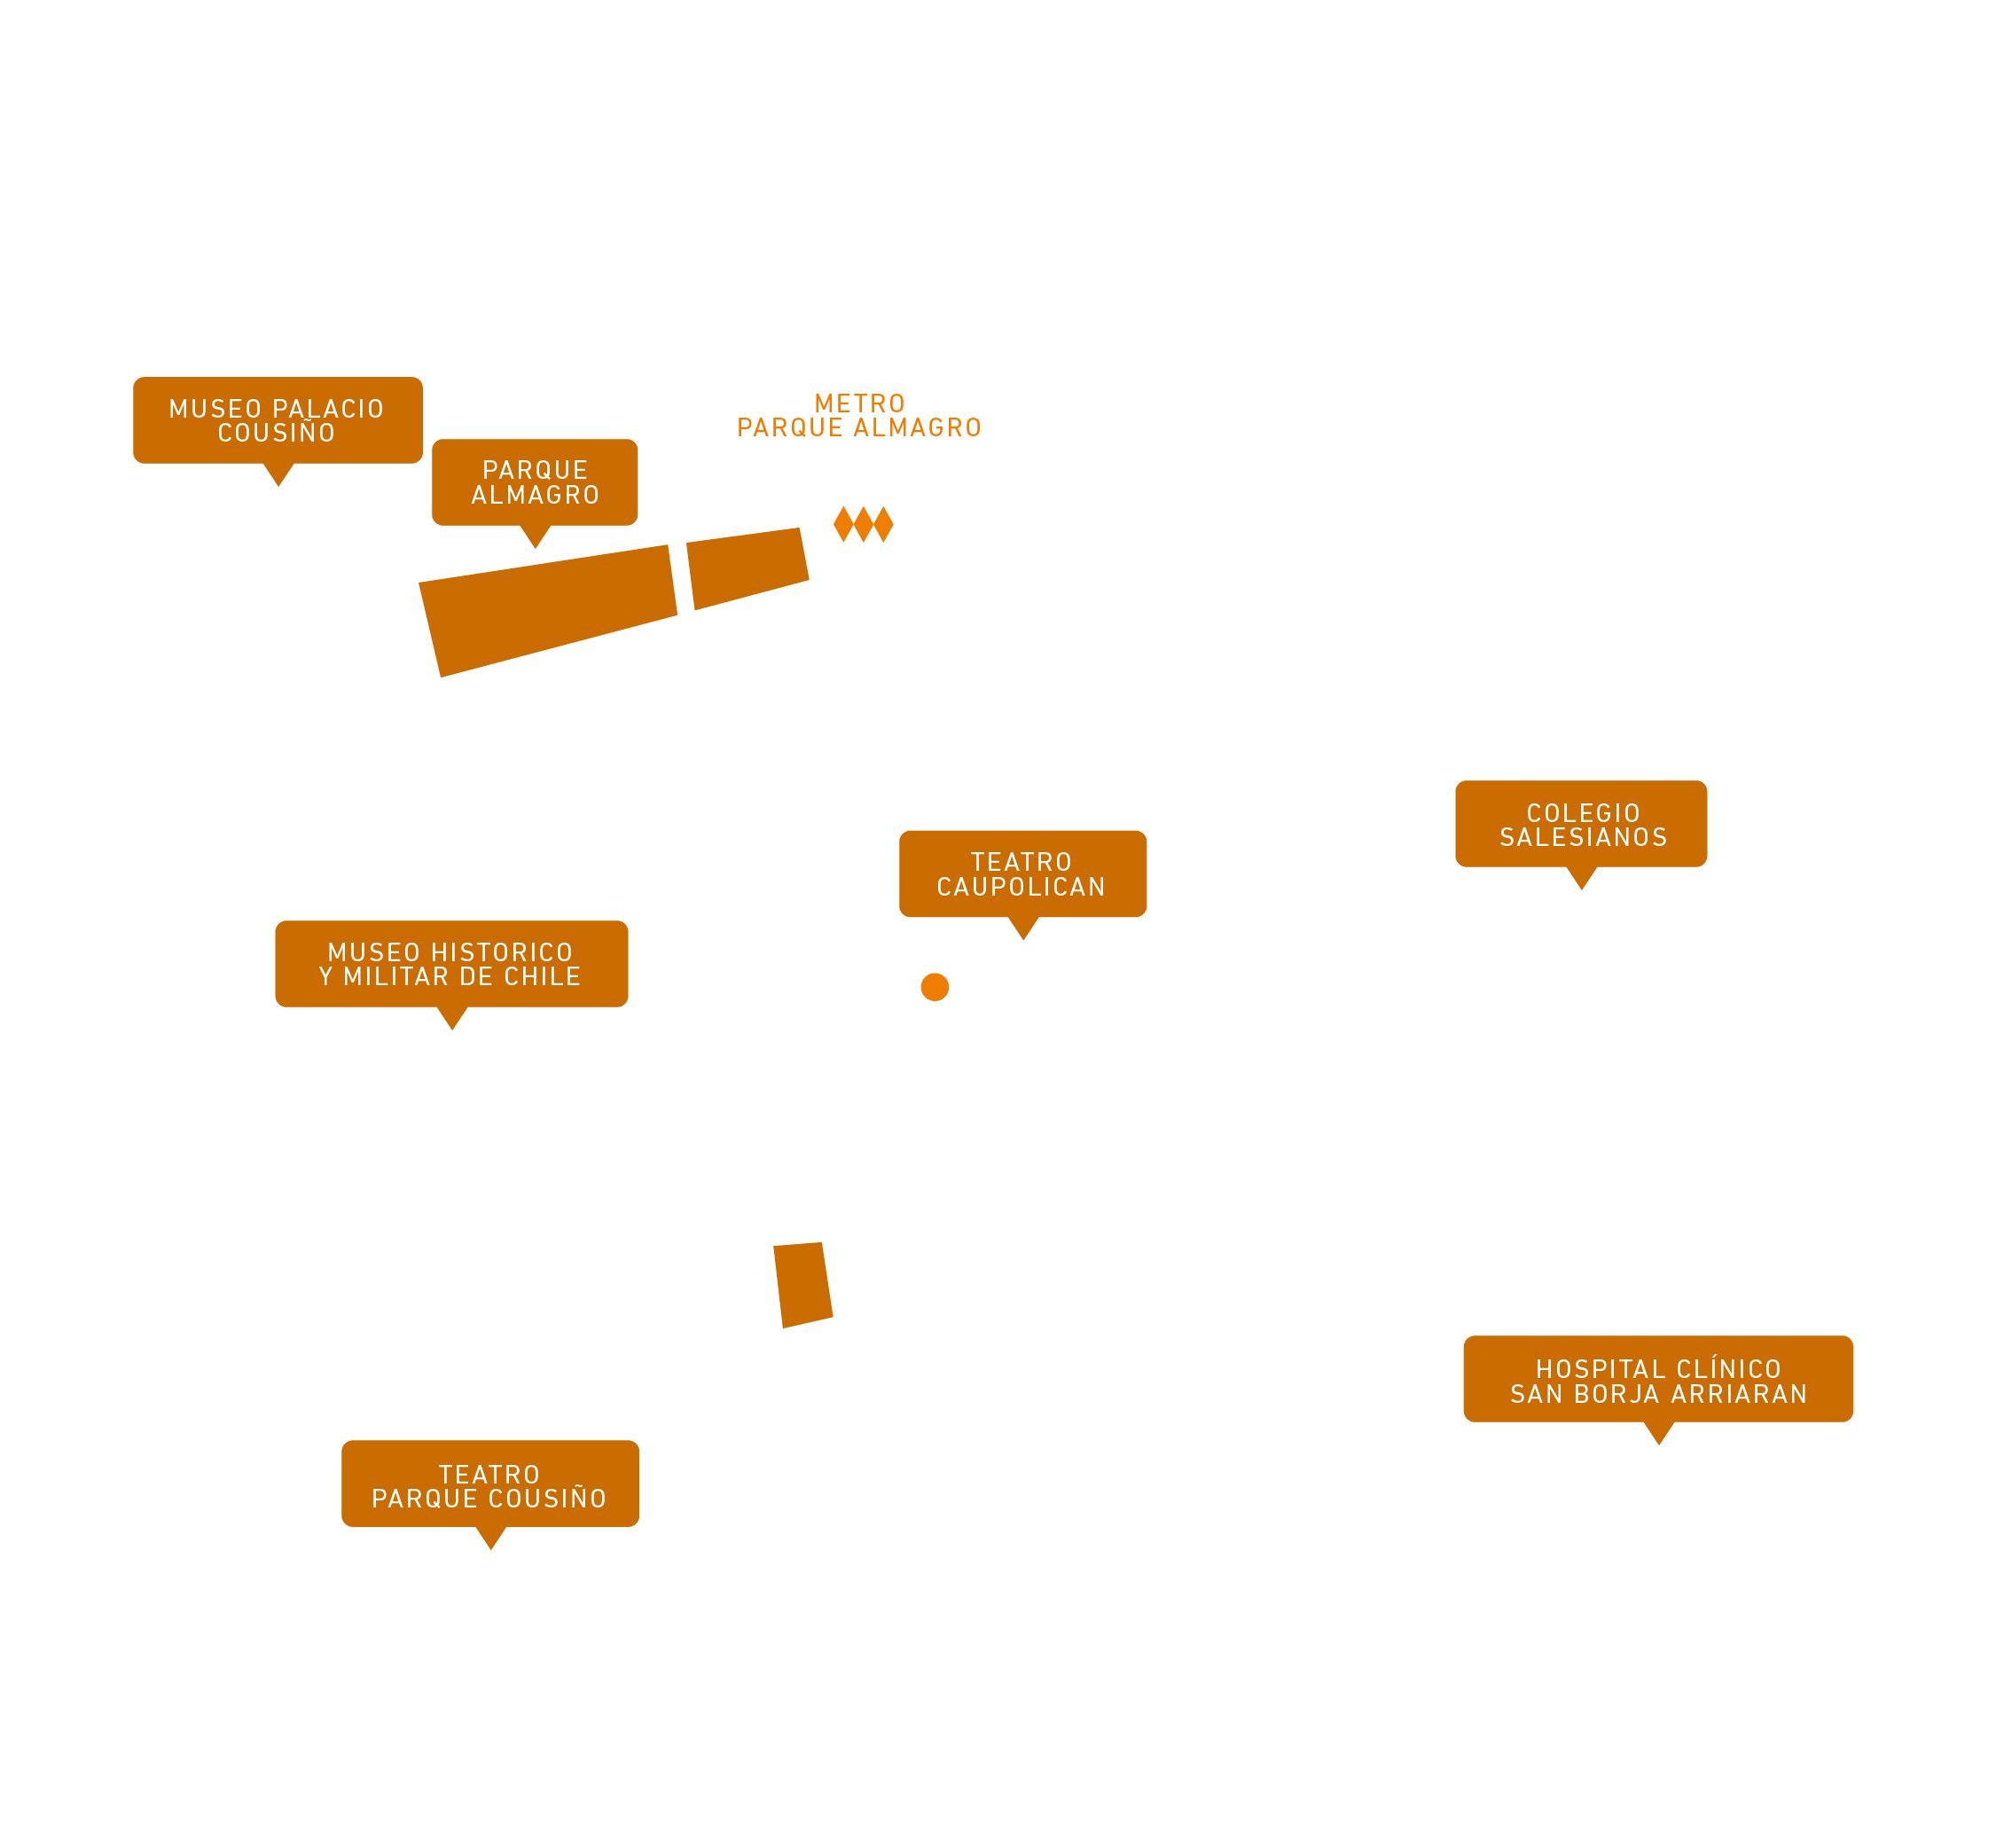 MUSEO PALACIO
COUSIÑO
METRO
PARQUE ALMAGRO
PARQUE
ALMAGRO
COLEGIO
SALESIANOS
TEATRO
CAUPOLICAN
MUSEO HISTORICO
Y MILITAR DE CHILE
HOSPITAL CLÍNICO
SAN BORJA ARRIARAN
TEATRO
PARQUE COUSIÑO